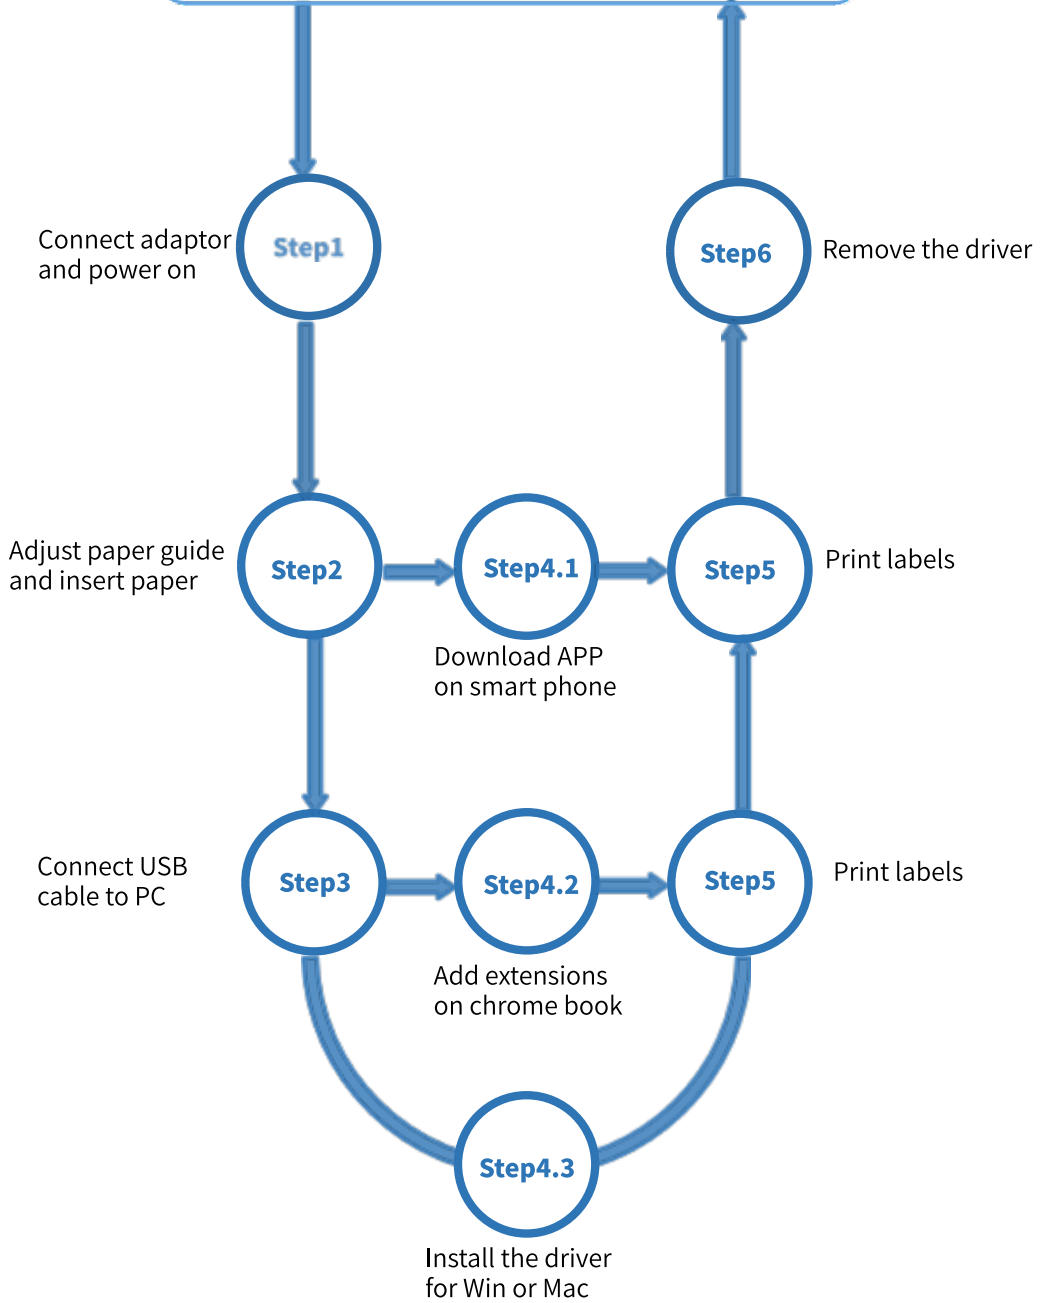 Connect adaptor
and power on
Step1
Step6
Remove the driver
Adjust paper guide
and insert paper
Step2
Step4.1
Step5
Print labels
Download APP
on smart phone
Connect USB
cable to PC
Step3
Step4.2
Step5
Print labels
Add extensions
on chrome book
Step4.3
Install the driver
for Win or Mac